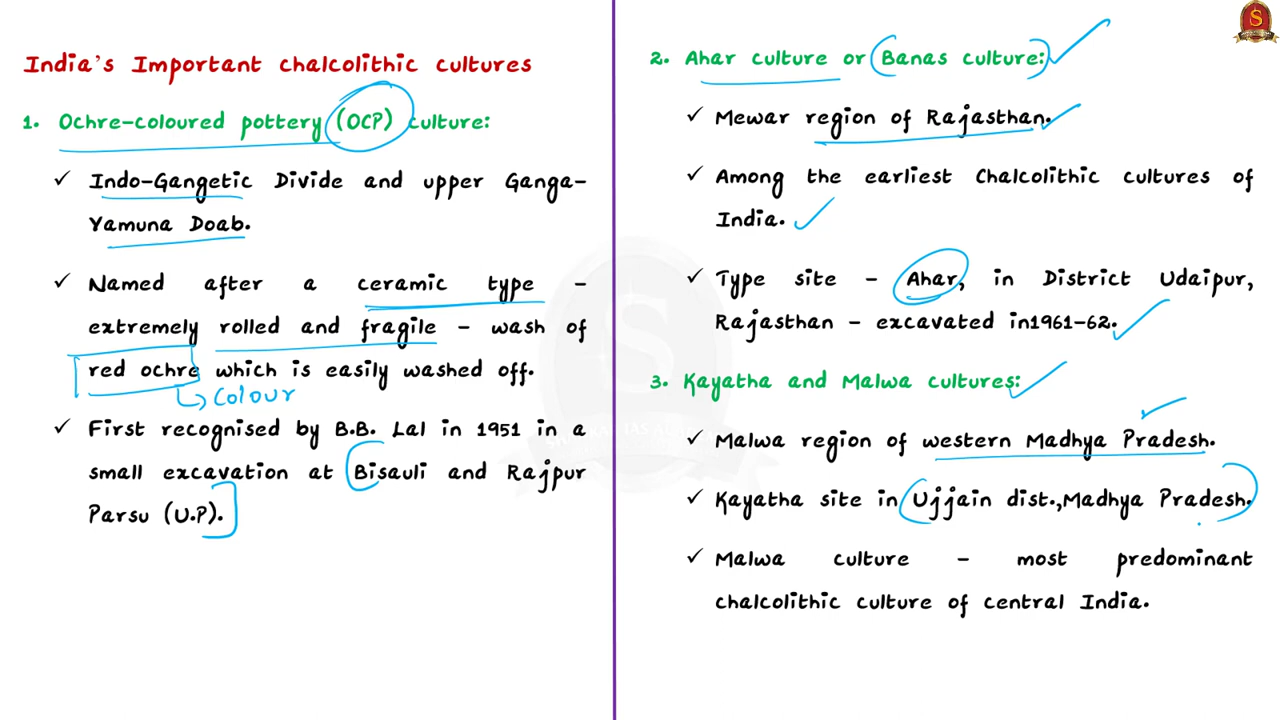 India's Important chalcolithic cultures
1. Ochre-coloured pottery (OCP) culture:
✓ Indo-Gangetic Divide and upper Ganga-
Yamuna Doab.
✓ Named after a ceramic type -
extremely rolled and fragile - wash of
red ochre which is easily washed off.
Colour
✓ First recognised by B.B. Lal in 1951 in a
small excavation at Bisauli and Rajpur
Parsu (U.P).
2. Ahar culture or (Banas culture:
✓ Mewar region of Rajasthan.
✓ Among the earliest Chalcolithic cultures of
India.
✓ Type site - Ahar, in District Udaipur,
Rajasthan - excavated in1961-62.
3. Kayatha and Malwa cultures:
✓ Malwa region of western Madhya Pradesh.
✓ Kayatha site in Ujjain dist.,Madhya Pradesh.
✓ Malwa culture - most predominant
chalcolithic culture of central India.